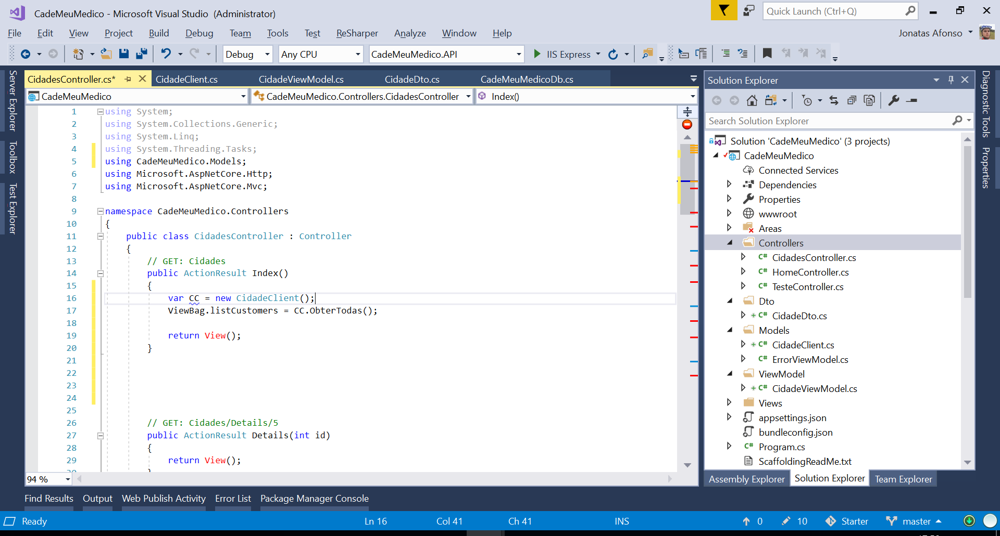 CadeMeuMedico - Microsoft Visual Studio (Administrator)
Quick Launch (Ctrl+Q)
File Edit View Project Build Debug Team Tools Test ReSharper Analyze Window Help
Jonatas Afonso
Debug Any CPU CadeMeuMedico.API IIS Express
Server Explorer
Toolbox
Test Explorer
CidadesController.cs* CidadeClient.cs CidadeViewModel.cs CidadeDto.cs CadeMeuMedicoDb.cs
CadeMeuMedico CadeMeuMedico.Controllers.CidadesController Index()
1 using System;
2 using System.Collections.Generic;
3 using System.Linq;
4 using System.Threading.Tasks;
5 using CadeMeuMedico.Models;
6 using Microsoft.AspNetCore.Http;
7 using Microsoft.AspNetCore.Mvc;
8
9 namespace CadeMeuMedico.Controllers
10 {
11 public class CidadesController : Controller
12 {
13 // GET: Cidades
14 public ActionResult Index()
15 {
16 var CC = new CidadeClient();
17 ViewBag.listCustomers = CC.ObterTodas();
18
19 return View();
20 }
21
22
23
24
25
26 // GET: Cidades/Details/5
27 public ActionResult Details(int id)
28 {
29 return View();
94 %
Solution Explorer
Search Solution Explorer
Solution 'CadeMeuMedico' (3 projects)
CadeMeuMedico
Connected Services
Dependencies
Properties
wwwroot
Areas
Controllers
C# CidadesController.cs
C# HomeController.cs
C# TesteController.cs
Dto
+ C# CidadeDto.cs
Models
+ C# CidadeClient.cs
C# ErrorViewModel.cs
ViewModel
+ C# CidadeViewModel.cs
Views
appsettings.json
bundleconfig.json
C# Program.cs
ScaffoldingReadMe.txt
Assembly Explorer Solution Explorer Team Explorer
Diagnostic Tools
Properties
Find Results Output Web Publish Activity Error List Package Manager Console
Ready Ln 16 Col 41 Ch 41 INS 0 10 Starter master